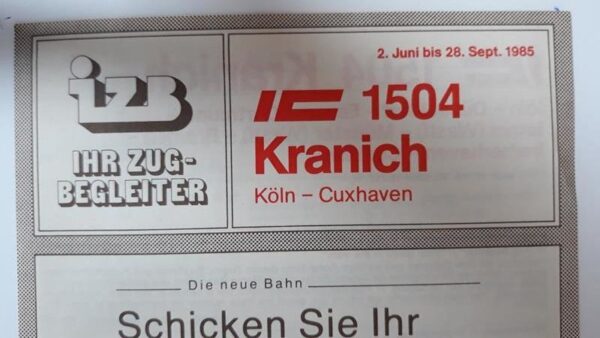 izb
IHR ZUG-
BEGLEITER
2. Juni bis 28. Sept. 1985
IC 1504
Kranich
Köln – Cuxhaven
Die neue Bahn
Schicken Sie Ihr